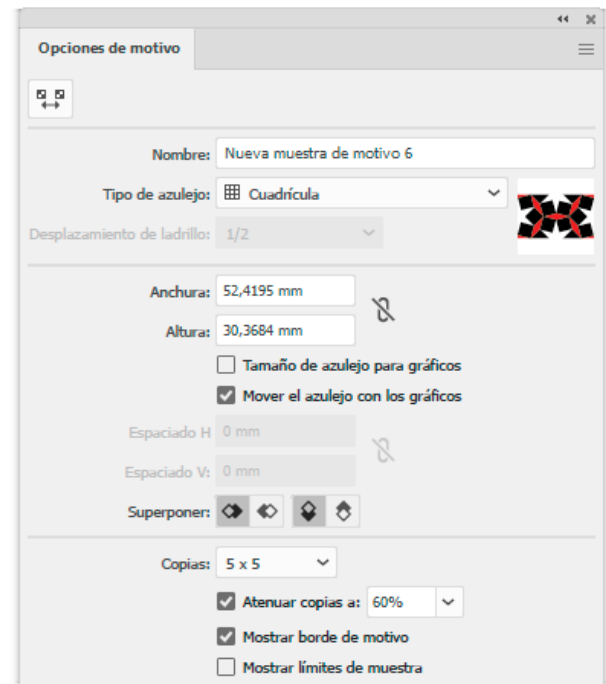 Opciones de motivo
Nombre: Nueva muestra de motivo 6
Tipo de azulejo: Cuadrícula
Desplazamiento de ladrillo: 1/2
Anchura: 52,4195 mm
Altura: 30,3684 mm
Tamaño de azulejo para gráficos
Mover el azulejo con los gráficos
Espaciado H 0 mm
Espaciado V: 0 mm
Superponer:
Copias: 5 x 5
Atenuar copias a: 60%
Mostrar borde de motivo
Mostrar límites de muestra